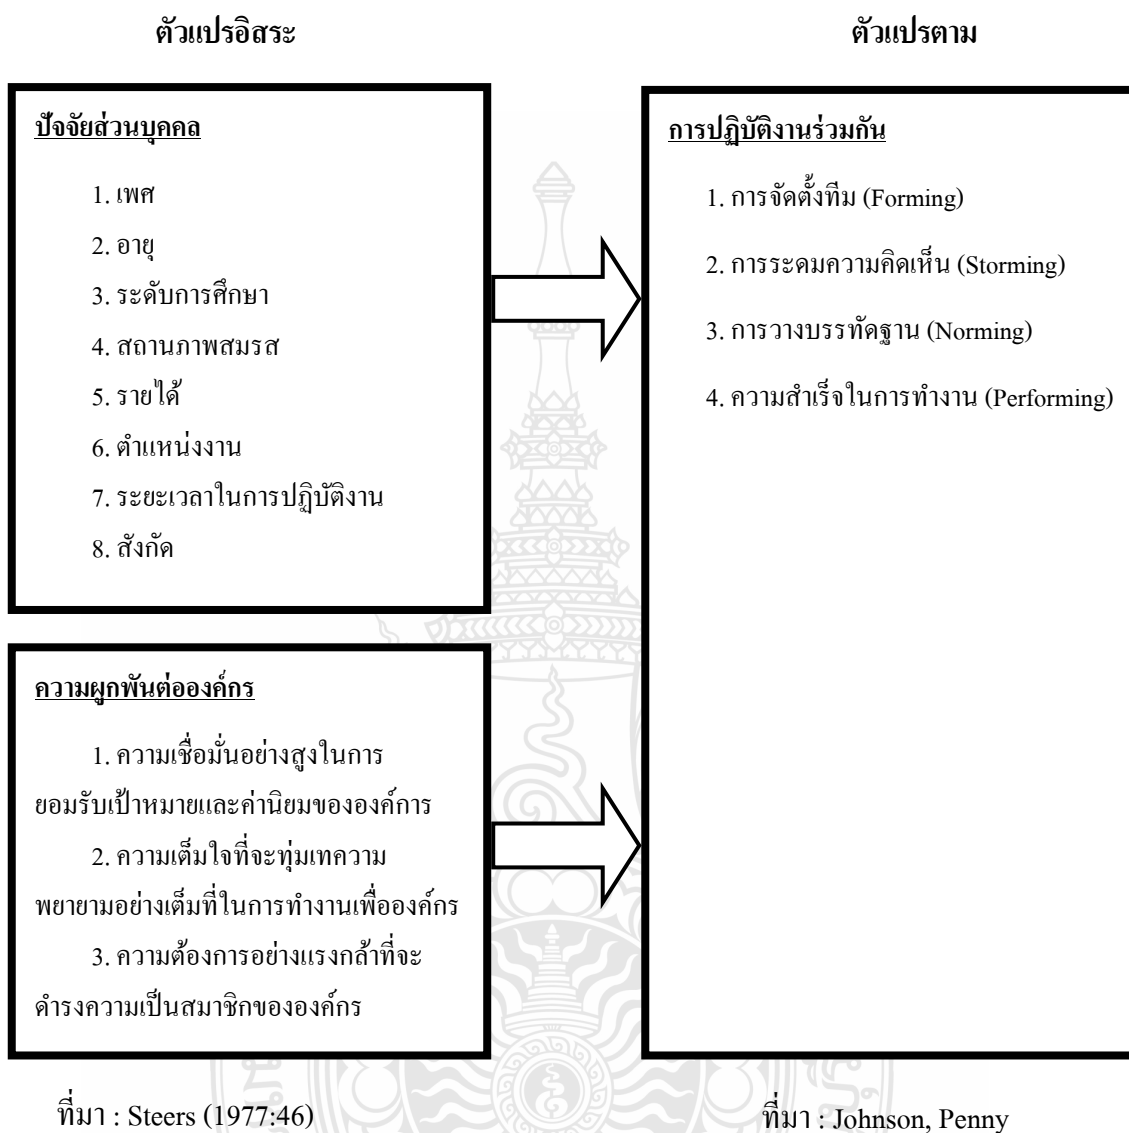 ตัวแปรอิสระ
ตัวแปรตาม
ปัจจัยส่วนบุคคล
1. เพศ
2. อายุ
3. ระดับการศึกษา
4. สถานภาพสมรส
5. รายได้
6. ตำแหน่งงาน
7. ระยะเวลาในการปฏิบัติงาน
8. สังกัด
ความผูกพันต่อองค์กร
1. ความเชื่อมั่นอย่างสูงในการ
ยอมรับเป้าหมายและค่านิยมขององค์การ
2. ความเต็มใจที่จะทุ่มเทความ
พยายามอย่างเต็มที่ในการทำงานเพื่อองค์กร
3. ความต้องการอย่างแรงกล้าที่จะ
ดำรงความเป็นสมาชิกขององค์กร
ที่มา : Steers (1977:46)
การปฏิบัติงานร่วมกัน
1. การจัดตั้งทีม (Forming)
2. การระดมความคิดเห็น (Storming)
3. การวางบรรทัดฐาน (Norming)
4. ความสำเร็จในการทำงาน (Performing)
ที่มา : Johnson, Penny